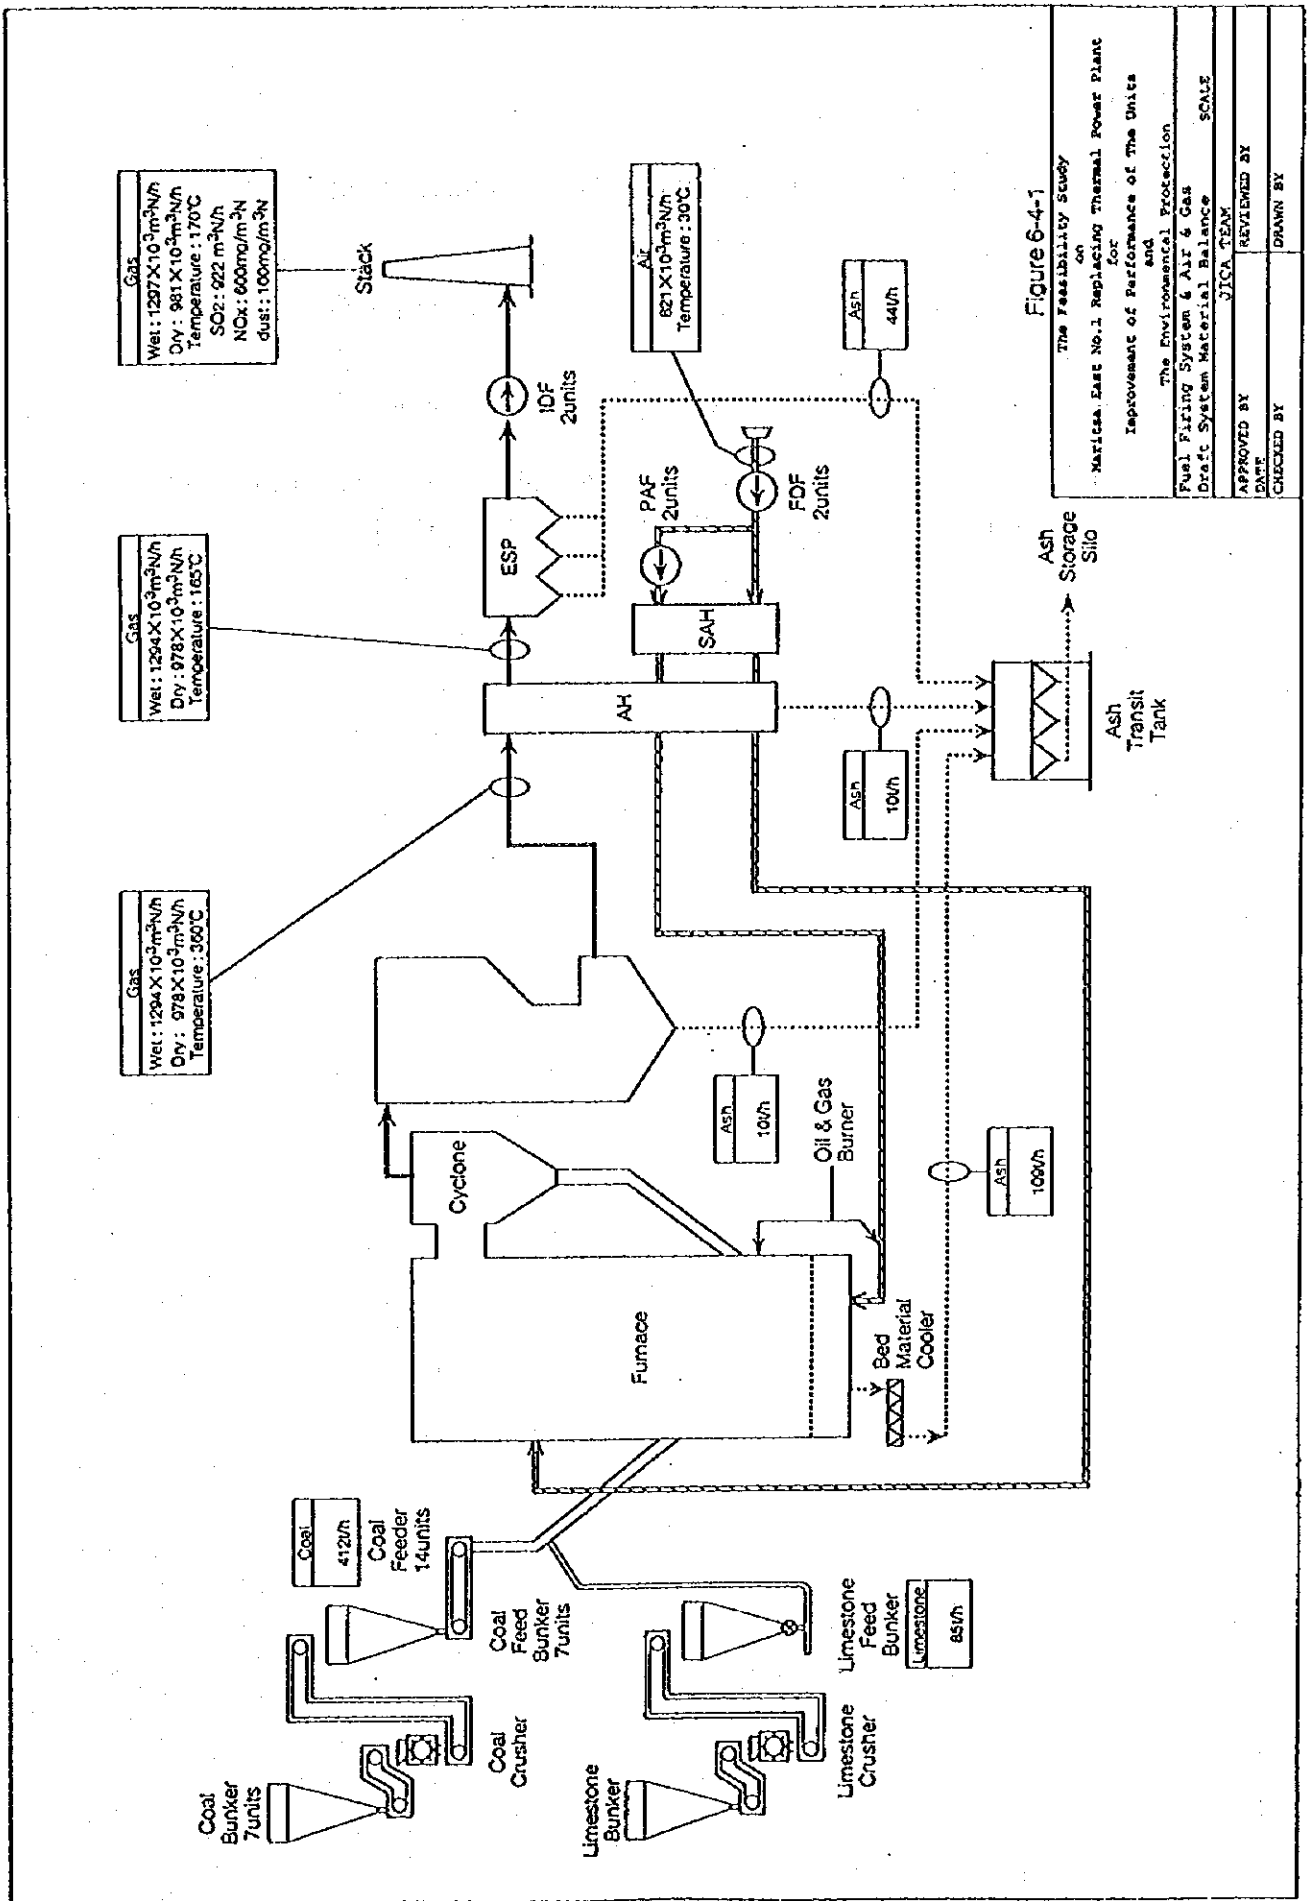 Gas
Wet : 1297X10³m³N/h
Dry : 981X10³m³N/h
Temperature : 170℃
SO2 : 922 m³N/h
NOx : 600mg/m³N
dust : 100mg/m³N
Stack
Gas
Wet : 1294X10³m³N/h
Dry : 978X10³m³N/h
Temperature : 165℃
Gas
Wet : 1294X10³m³N/h
Dry : 978X10³m³N/h
Temperature : 360℃
IDF
2units
ESP
AH
SAH
PAF
2units
FDF
2units
Air
621X10³m³N/h
Temperature : 30℃
Ash
44t/h
Ash
10t/h
Ash
10t/h
Ash
109t/h
Ash
Transit
Tank
Ash
Storage
Silo
Cyclone
Furnace
Oil & Gas
Burner
Bed
Material
Cooler
Coal
Bunker
7units
Coal
Crusher
Coal
Feed
Bunker
7units
Coal
412t/h
Coal
Feeder
14units
Limestone
Bunker
Limestone
Crusher
Limestone
Feed
Bunker
Limestone
85t/h
Figure 6-4-1
The Feasibility Study
on
Maritsa East No.1 Replacing Thermal Power Plant
for
Improvement of Performance of The Units
and
The Environmental Protection
Fuel Firing System & Air & Gas
Draft System Material Balance SCALE
JICA TEAM
APPROVED BY REVIEWED BY
DATE
CHECKED BY DRAWN BY